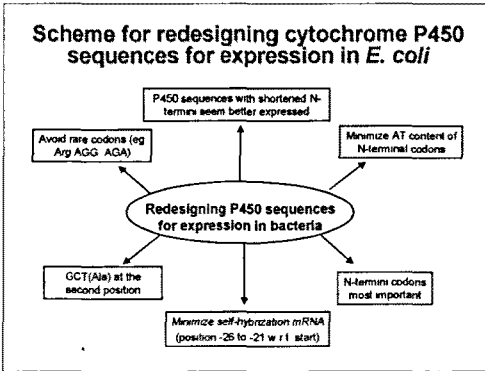 Scheme for redesigning cytochrome P450
sequences for expression in E. coli
P450 sequences with shortened N-
termini seem better expressed
Avoid rare codons (eg
Arg AGG AGA)
Minimize AT content of
N-terminal codons
Redesigning P450 sequences
for expression in bacteria
GCT(Ala) at the
second position
N-termini codons
most important
Minimize self-hybrization mRNA
(position -26 to -21 w r t start)